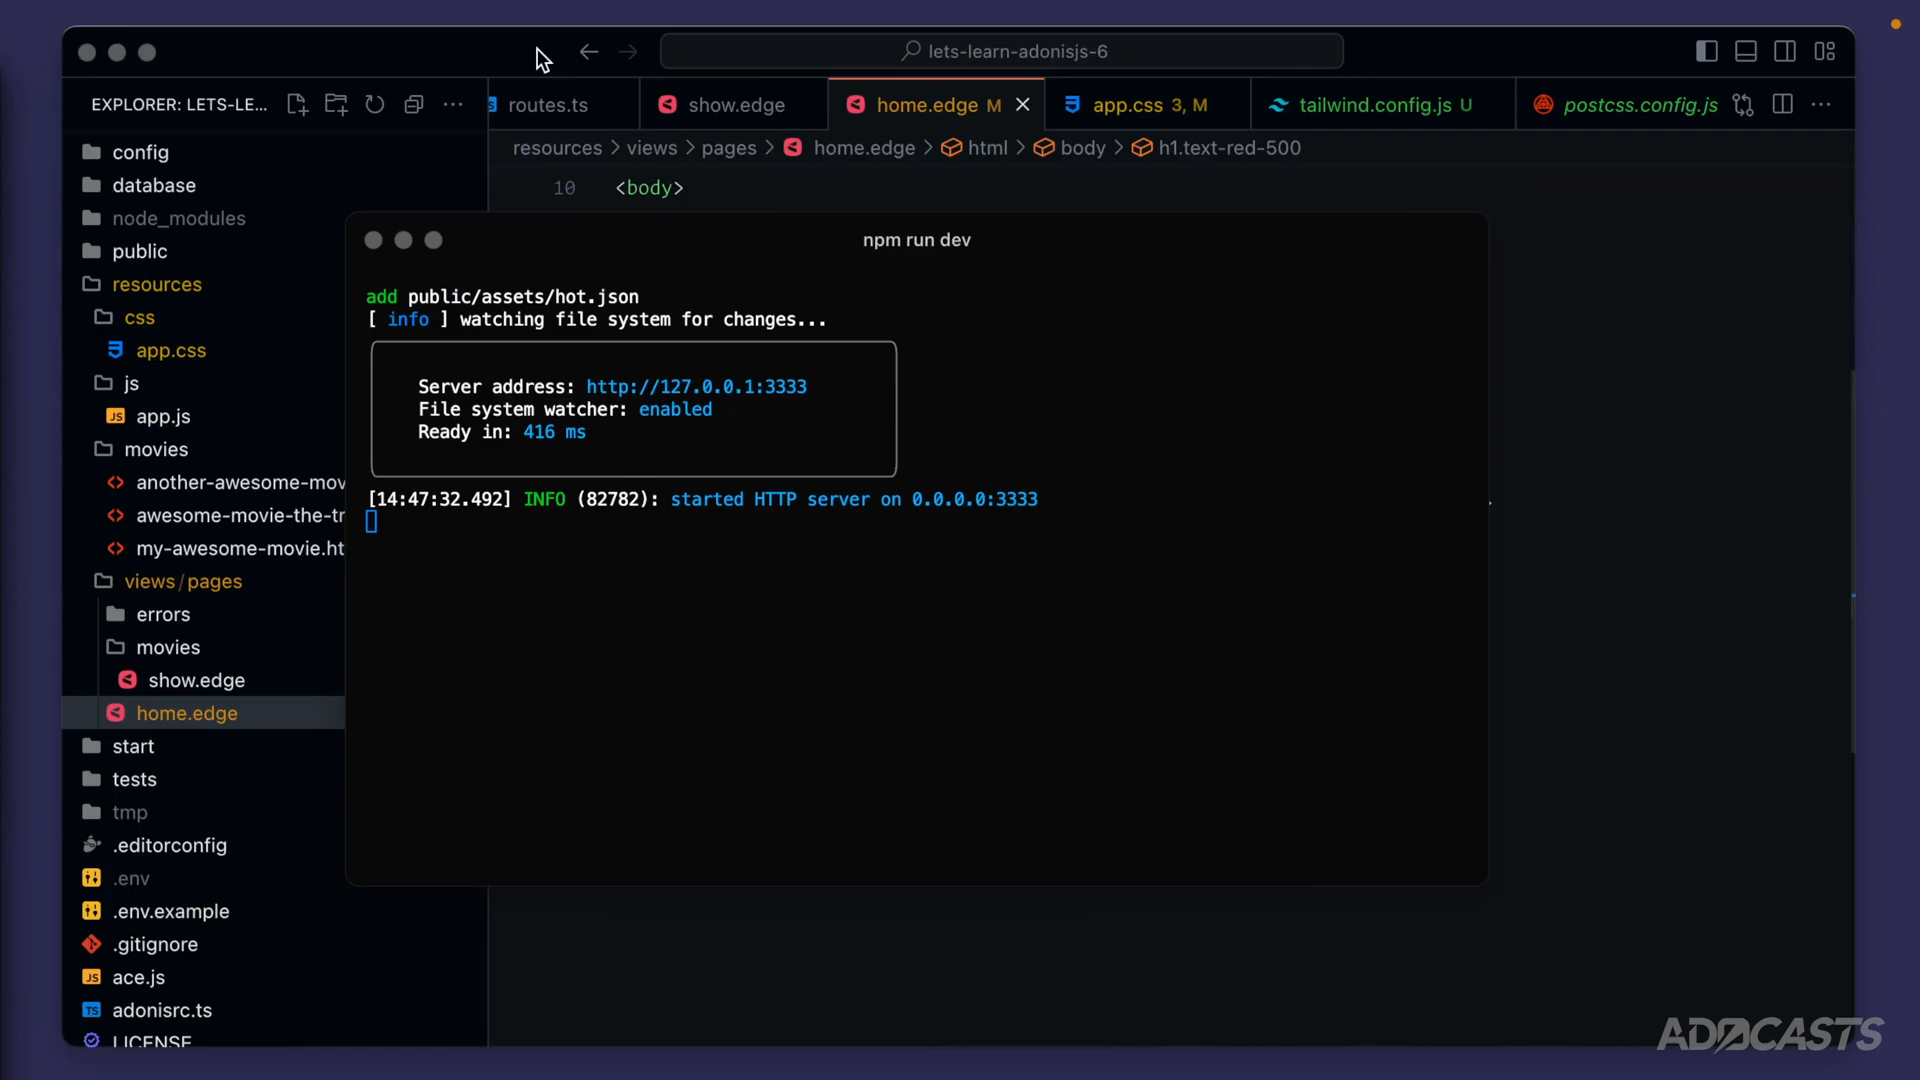 lets-learn-adonisjs-6
EXPLORER: LETS-LE...
routes.ts
show.edge
home.edge M
app.css 3, M
tailwind.config.js U
postcss.config.js
resources > views > pages > home.edge > html > body > h1.text-red-500
10 <body>
config
database
node_modules
public
resources
css
app.css
js
app.js
movies
another-awesome-mov
awesome-movie-the-tr
my-awesome-movie.ht
views/pages
errors
movies
show.edge
home.edge
start
tests
tmp
.editorconfig
.env
.env.example
.gitignore
ace.js
adonisrc.ts
LICENSE
npm run dev
add public/assets/hot.json
[ info ] watching file system for changes...
Server address: http://127.0.0.1:3333
File system watcher: enabled
Ready in: 416 ms
[14:47:32.492] INFO (82782): started HTTP server on 0.0.0.0:3333
ADOCASTS